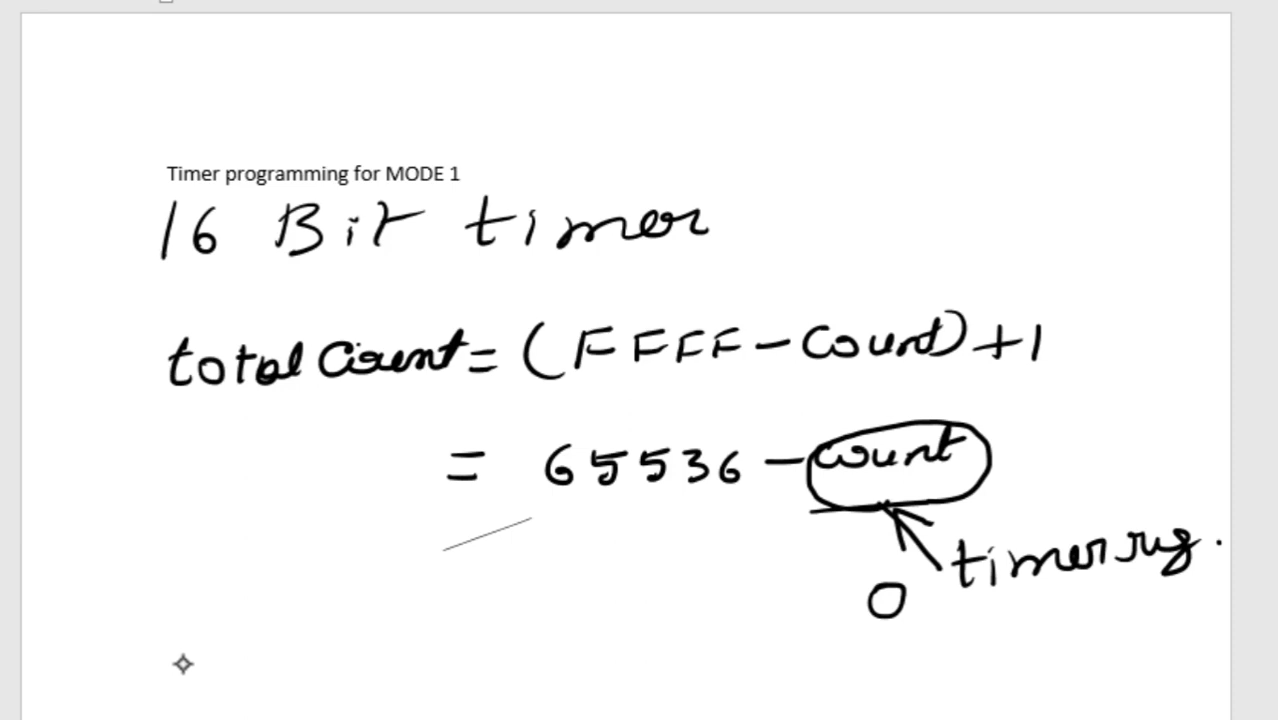 Timer programming for MODE 1
16 Bit timer
total Count = (FFFF - Count) + 1
= 65536 - count
timer reg.
0